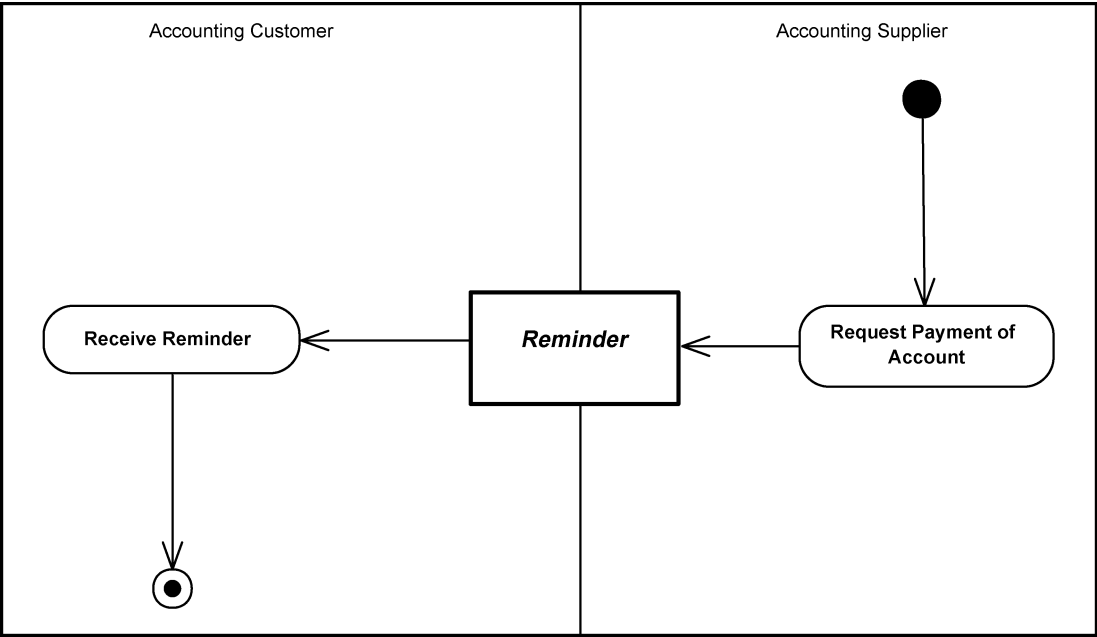 Accounting Customer
Accounting Supplier
Receive Reminder
Reminder
Request Payment of
Account